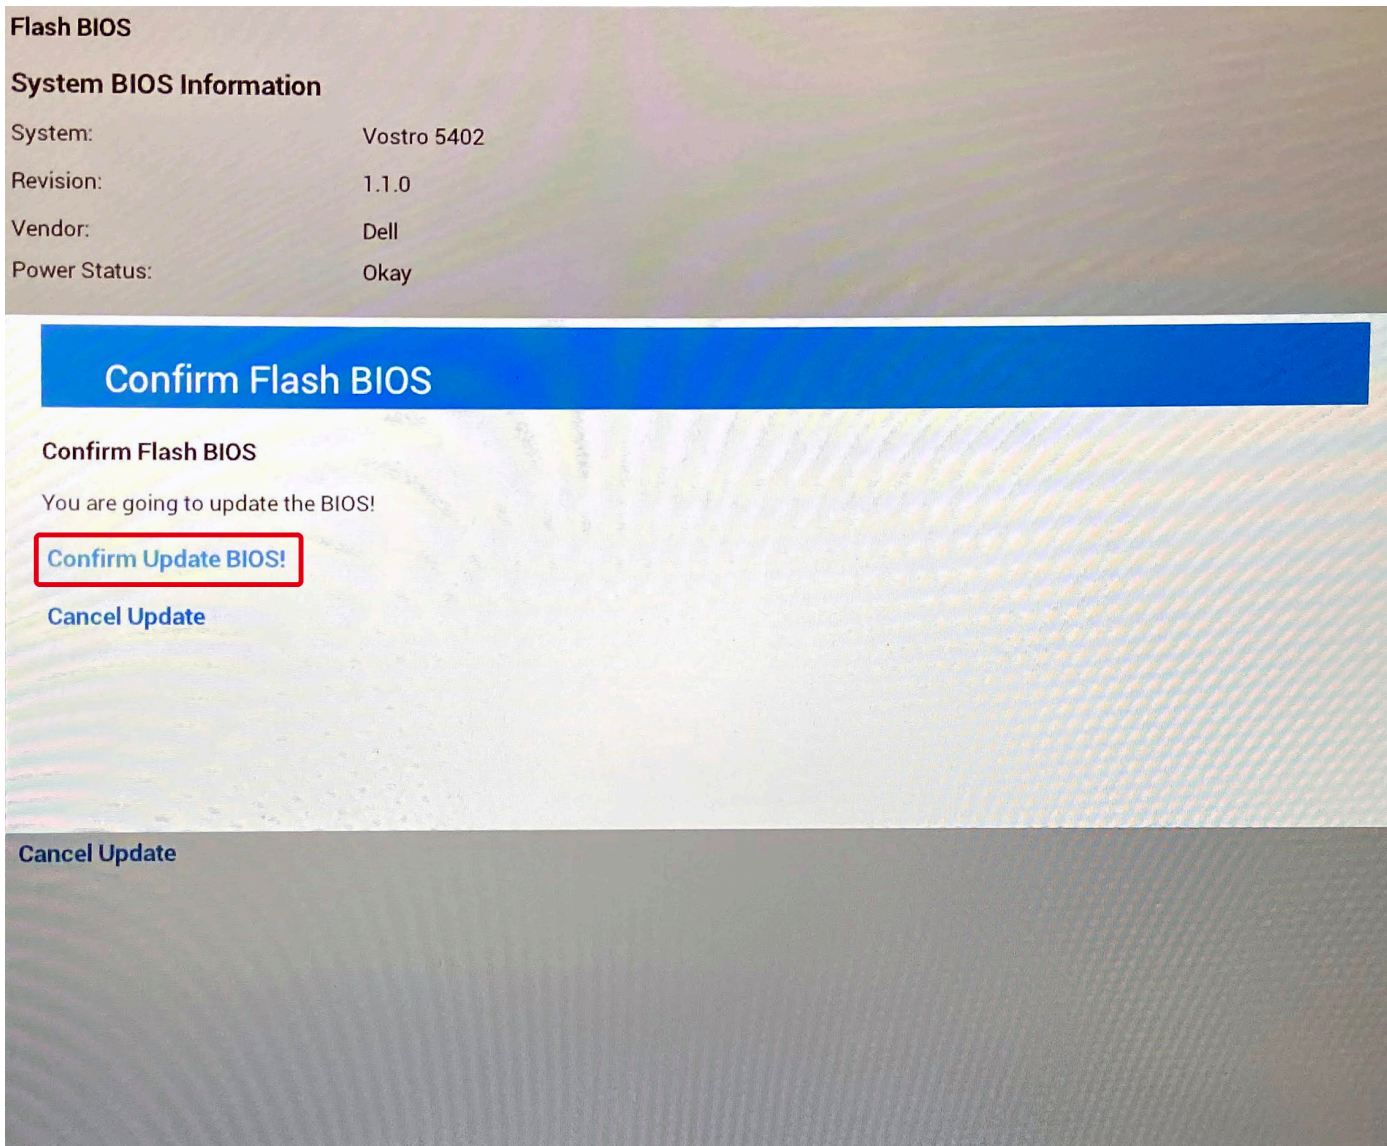 Flash BIOS
System BIOS Information
System: Vostro 5402
Revision: 1.1.0
Vendor: Dell
Power Status: Okay
Confirm Flash BIOS
Confirm Flash BIOS
You are going to update the BIOS!
Confirm Update BIOS!
Cancel Update
Cancel Update